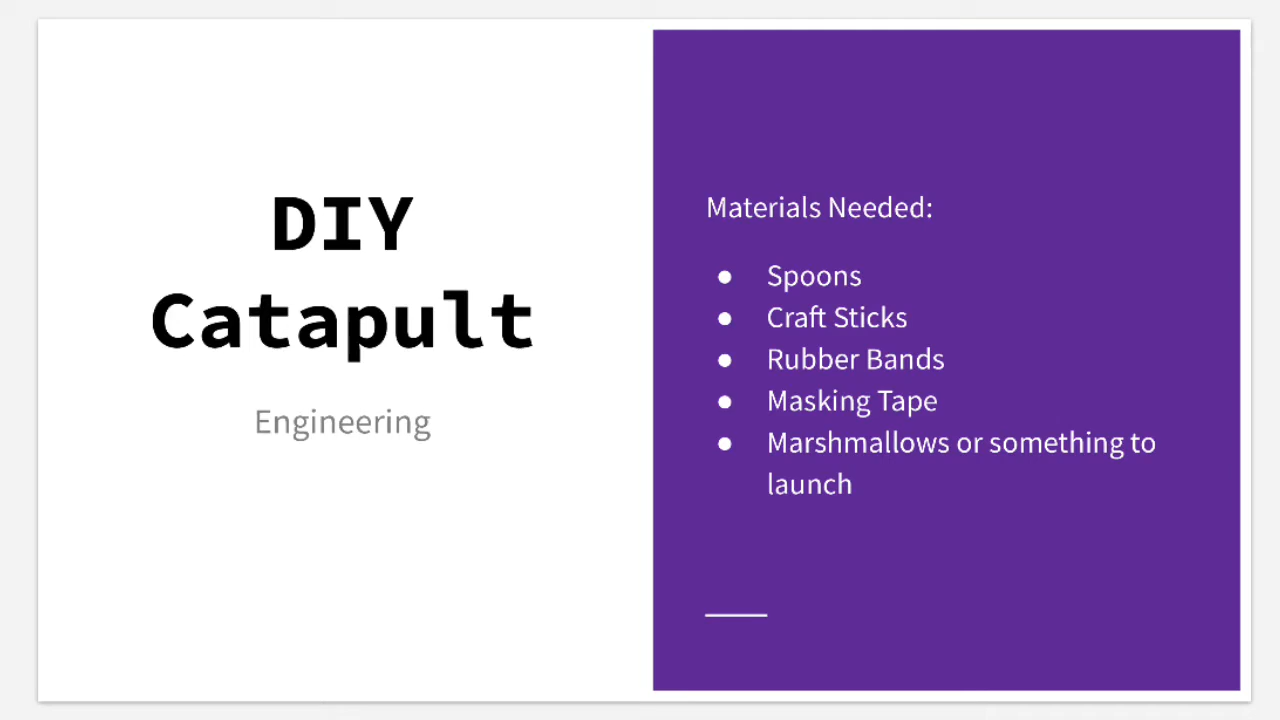 DIY
Catapult
Engineering
Materials Needed:
● Spoons
● Craft Sticks
● Rubber Bands
● Masking Tape
● Marshmallows or something to
launch